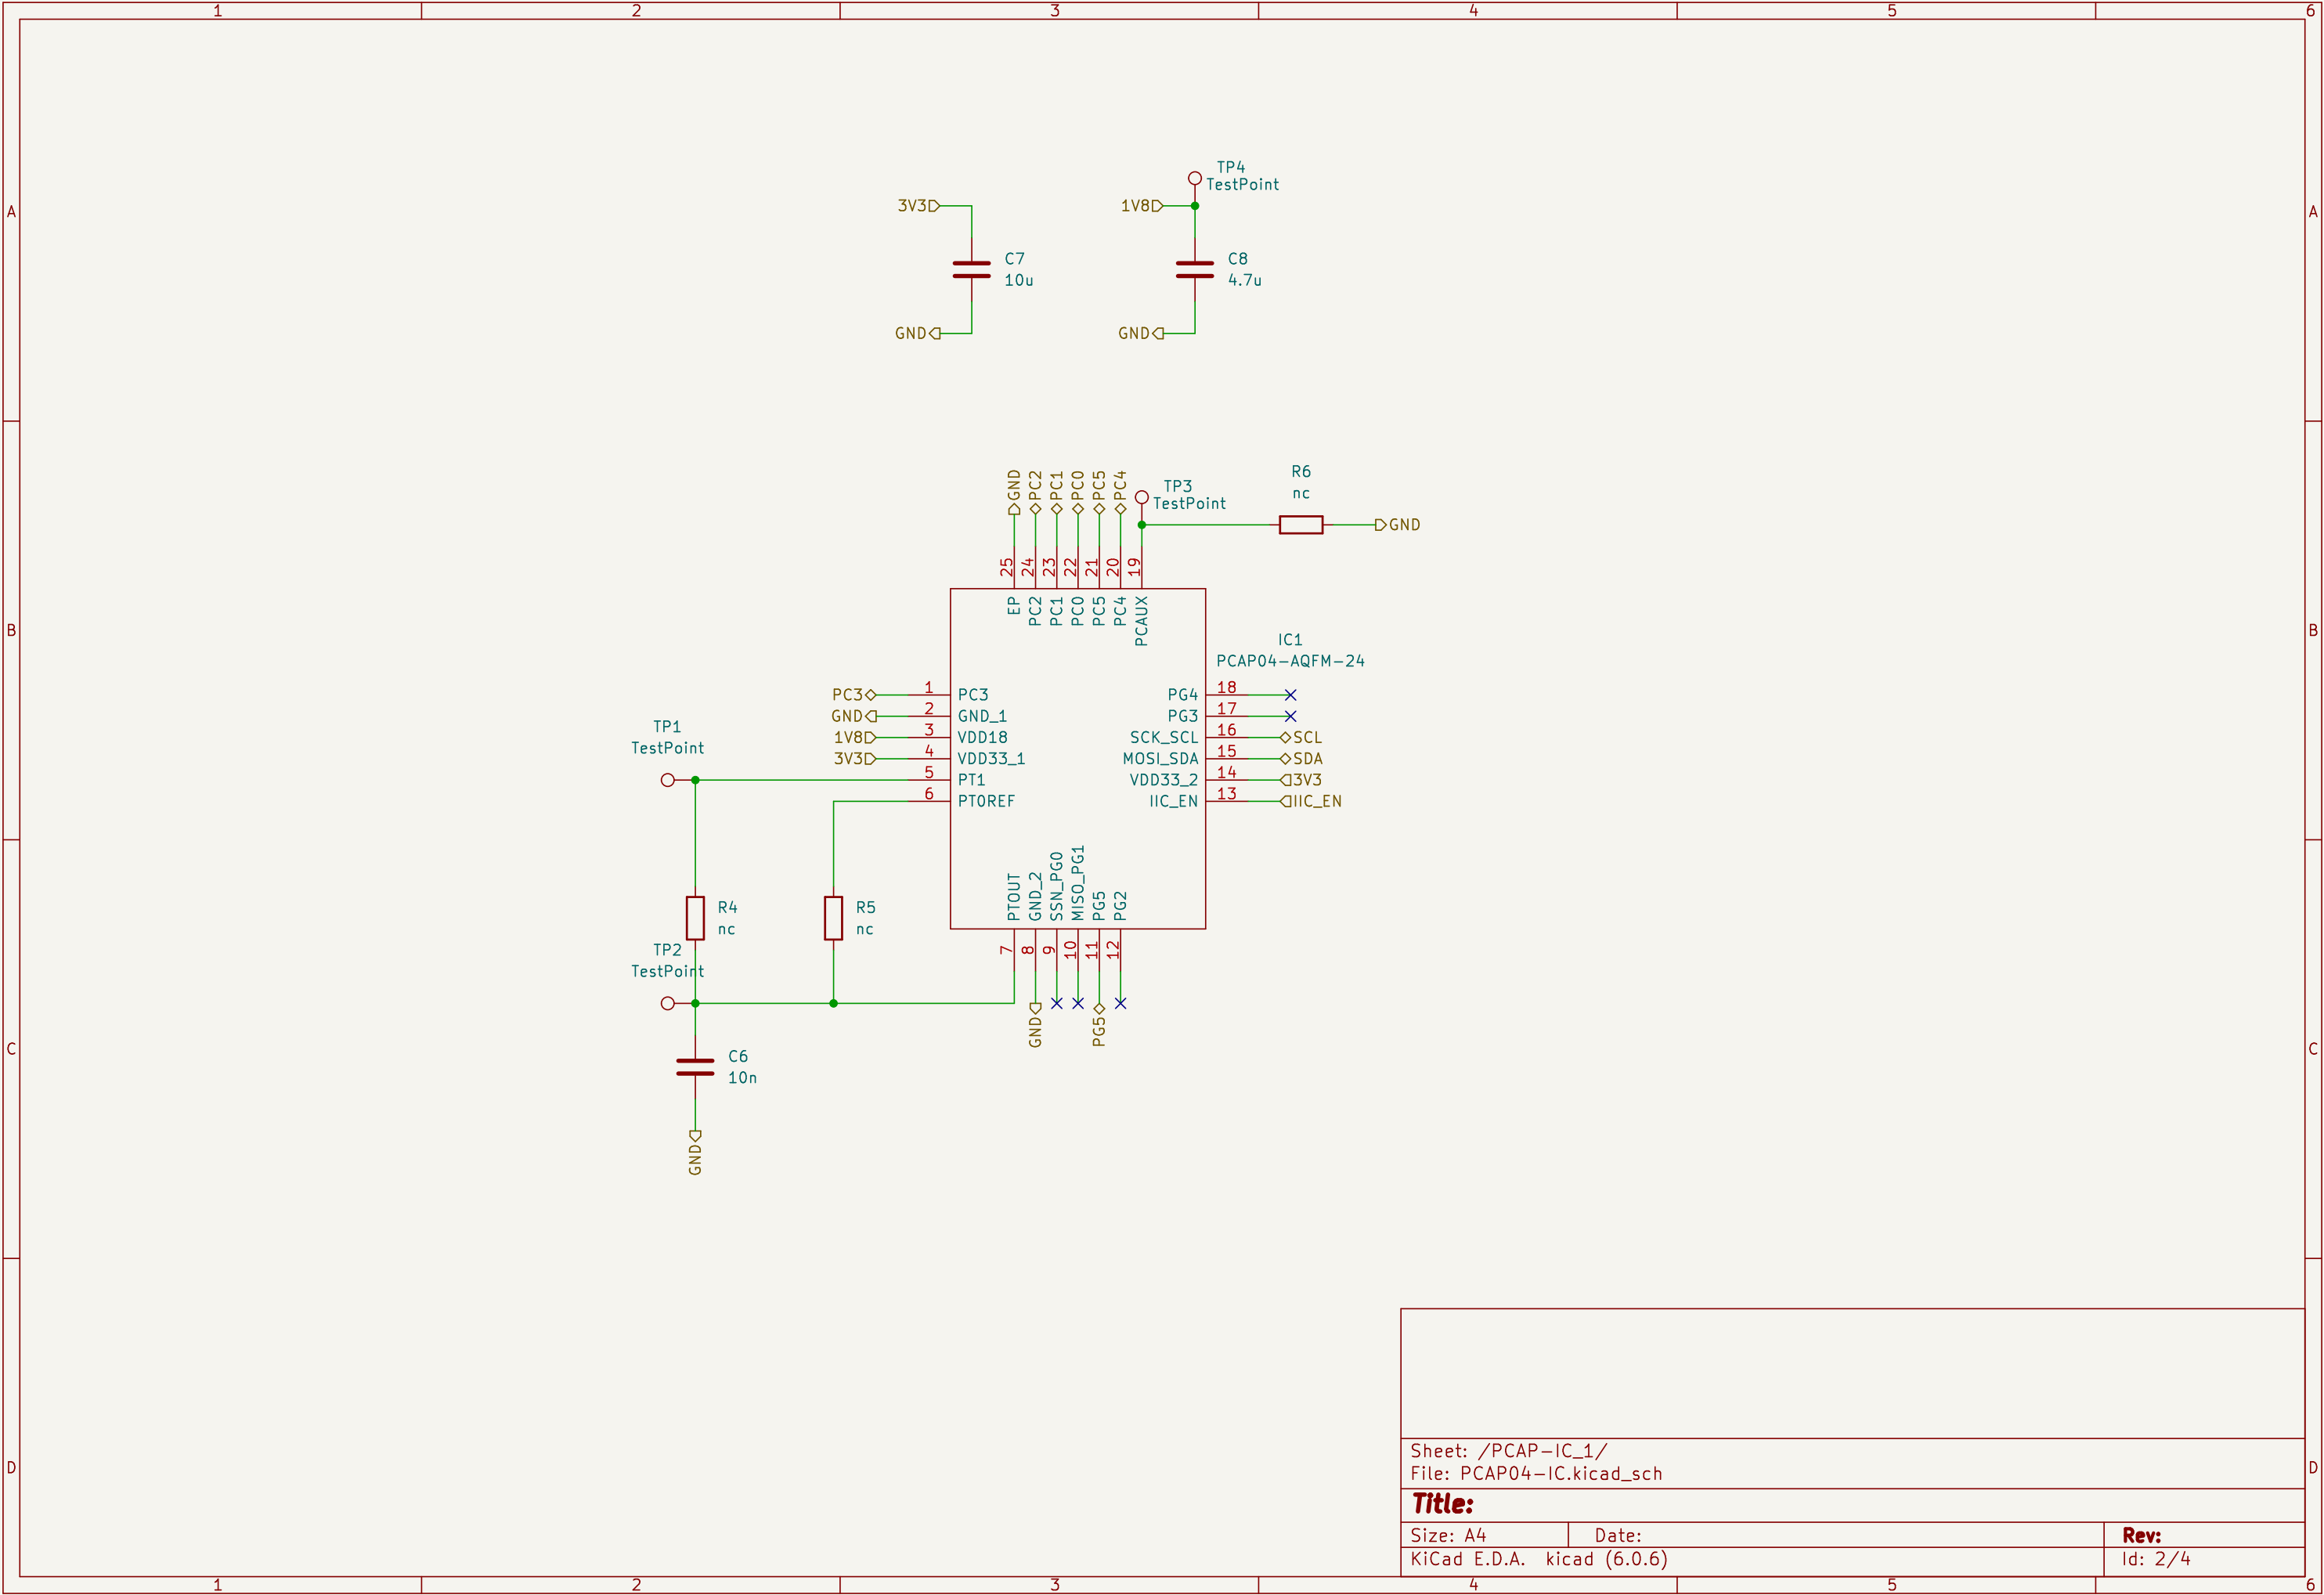 1 2 3 4 5 6
A A
TP4
TestPoint
3V3 1V8
C7 C8
10u 4.7u
GND GND
R6
nc
TP3
TestPoint
GND PC2 PC1 PC0 PC5 PC4
GND
25 24 23 22 21 20 19
EP PC2 PC1 PC0 PC5 PC4 PCAUX
B B
IC1
PCAP04-AQFM-24
PC3 1 PC3 PG4 18
GND 2 GND_1 PG3 17
1V8 3 VDD18 SCK_SCL 16 SCL
3V3 4 VDD33_1 MOSI_SDA 15 SDA
5 PT1 VDD33_2 14 3V3
6 PT0REF IIC_EN 13 IIC_EN
TP1
TestPoint
PTOUT GND_2 SSN_PG0 MISO_PG1 PG5 PG2
7 8 9 10 11 12
R4 R5
nc nc
TP2
TestPoint
GND PG5
C C
C6
10n
GND
Sheet: /PCAP-IC_1/
File: PCAP04-IC.kicad_sch
D D
Title:
Size: A4 Date: Rev:
KiCad E.D.A. kicad (6.0.6) Id: 2/4
1 2 3 4 5 6